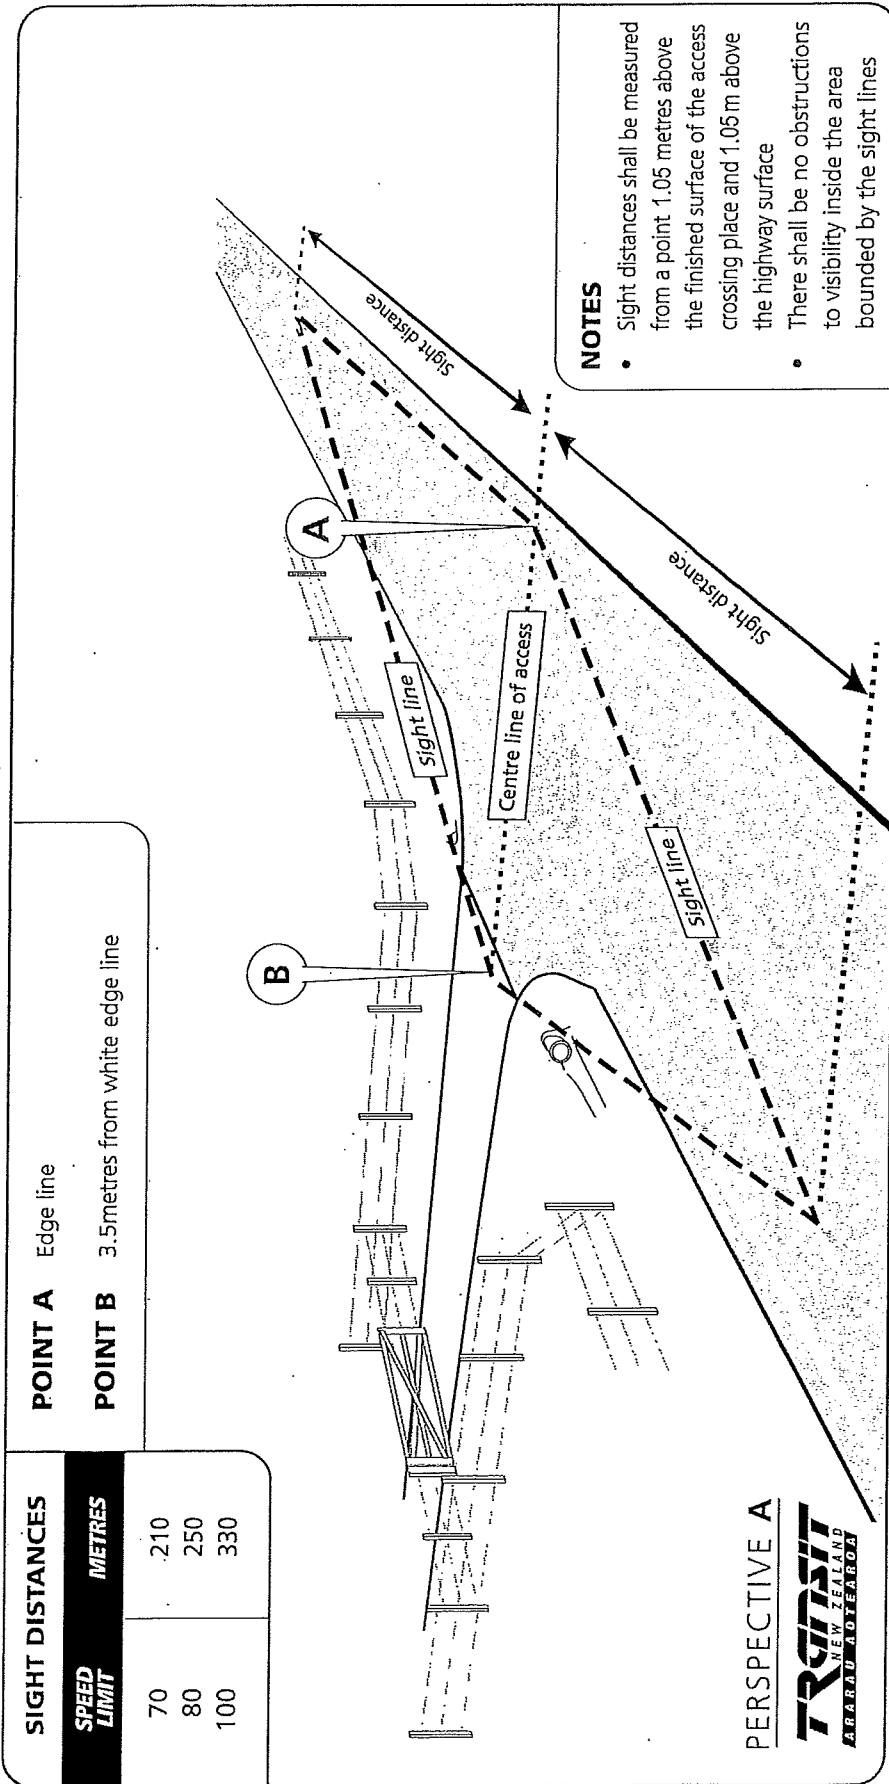 SIGHT DISTANCES
SPEED LIMIT METRES
70 210
80 250
100 330
POINT A Edge line
POINT B 3.5metres from white edge line
B
A
Sight line
Centre line of access
Sight line
Sight distance
Sight distance
NOTES
• Sight distances shall be measured
from a point 1.05 metres above
the finished surface of the access
crossing place and 1.05m above
the highway surface
• There shall be no obstructions
to visibility inside the area
bounded by the sight lines
PERSPECTIVE A
TRANSIT
NEW ZEALAND
ARARAU AOTEAROA